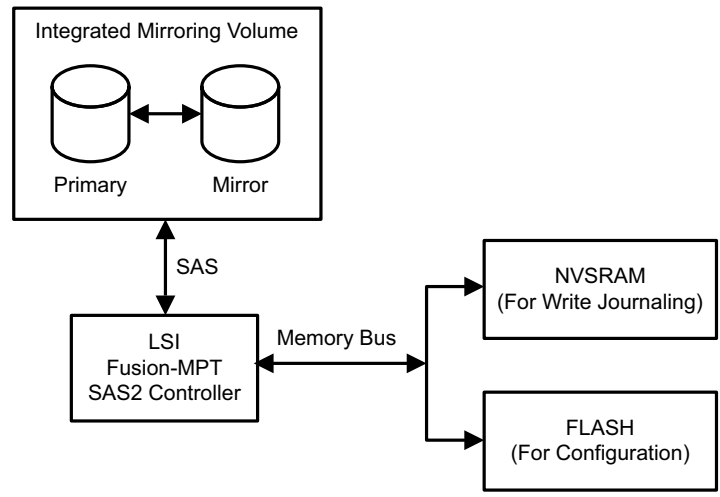 Integrated Mirroring Volume
Primary
Mirror
SAS
LSI
Fusion-MPT
SAS2 Controller
Memory Bus
NVSRAM
(For Write Journaling)
FLASH
(For Configuration)